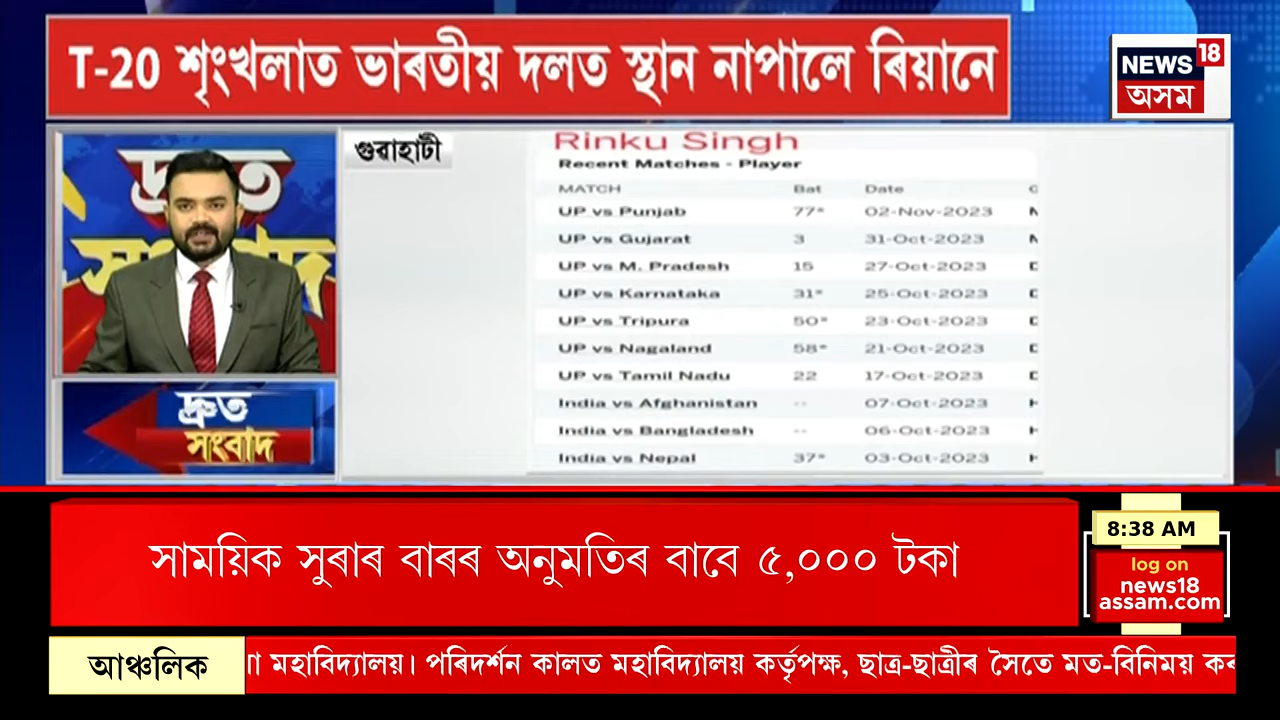 T-20 শৃংখলাত ভাৰতীয় দলত স্থান নাপালে ৰিয়ানে
NEWS 18
অসম
গুৱাহাটী
দ্ৰুত
সংবাদ
Rinku Singh
Recent Matches - Player
MATCH Bat Date
UP vs Punjab 77* 02-Nov-2023
UP vs Gujarat 3 31-Oct-2023
UP vs M. Pradesh 15 27-Oct-2023
UP vs Karnataka 31* 25-Oct-2023
UP vs Tripura 50* 23-Oct-2023
UP vs Nagaland 58* 21-Oct-2023
UP vs Tamil Nadu 22 17-Oct-2023
India vs Afghanistan -- 07-Oct-2023
India vs Bangladesh -- 06-Oct-2023
India vs Nepal 37* 03-Oct-2023
দ্ৰুত
সংবাদ
সাময়িক সুৰাৰ বাৰৰ অনুমতিৰ বাবে ৫,০০০ টকা
8:38 AM
log on
news18
assam.com
আঞ্চলিক
মহাবিদ্যালয়। পৰিদৰ্শন কালত মহাবিদ্যালয় কৰ্তৃপক্ষ, ছাত্ৰ-ছাত্ৰীৰ সৈতে মত-বিনিময়